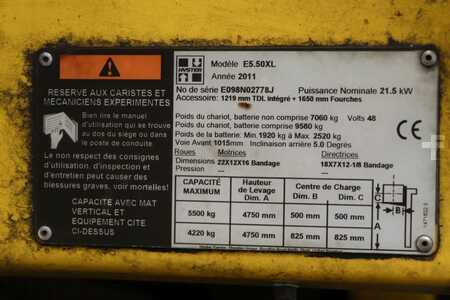 RESERVE AUX CARISTES ET
MECANICIENS EXPERIMENTES
Bien lire le manuel
d'utilisation qui se trouve
au dos du siège ou dans
le poste de conduite.
Un non respect des consignes
d'utilisation, d'inspection et
d'entretien peut causer des
blessures graves, voir mortelles!
CAPACITE AVEC MAT
VERTICAL ET
EQUIPEMENT CITE
CI-DESSUS
HYSTER
Modèle E5.50XL
Année 2011
No de série E098N02778J Puissance Nominale 21.5 kW
Accessoire: 1219 mm TDL intégré + 1650 mm Fourches
Poids du chariot, batterie non comprise 7060 kg Volts 48
Poids du chariot, batterie comprise 9580 kg
Poids de la batterie: Min. 1920 kg à Max 2520 kg
Voie Avant 1015mm Inclinaison arrière 5.0 Degrés
Roues Motrices Directrices
Dimensions 22X12X16 Bandage 18X7X12-1/8 Bandage
Pression --- ---
CAPACITÉ MAXIMUM Hauteur de Levage Dim. A Centre de Charge Dim. B Dim. C
5500 kg 4750 mm 500 mm 500 mm
4220 kg 4750 mm 825 mm 825 mm
CE
C
B
A